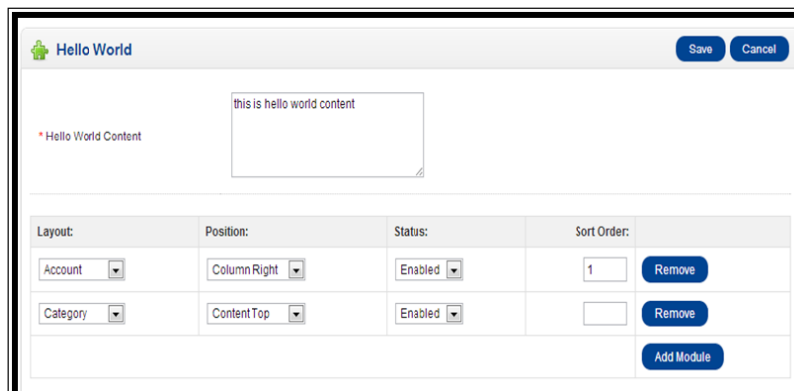 Hello World
Save Cancel
this is hello world content
* Hello World Content
Layout: Position: Status: Sort Order:
Account Column Right Enabled 1 Remove
Category Content Top Enabled Remove
Add Module